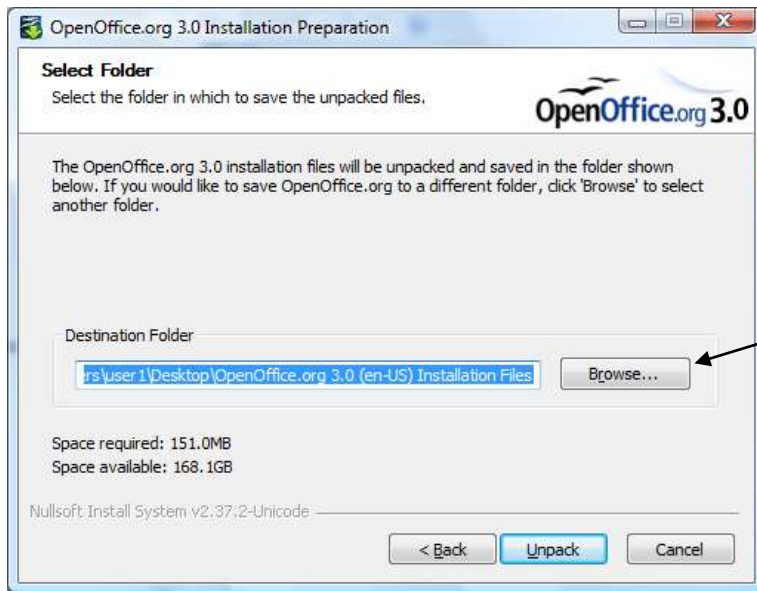 OpenOffice.org 3.0 Installation Preparation
Select Folder
Select the folder in which to save the unpacked files.
OpenOffice.org 3.0
The OpenOffice.org 3.0 installation files will be unpacked and saved in the folder shown
below. If you would like to save OpenOffice.org to a different folder, click 'Browse' to select
another folder.
Destination Folder
ers\user1\Desktop\OpenOffice.org 3.0 (en-US) Installation Files
Browse...
Space required: 151.0MB
Space available: 168.1GB
Nullsoft Install System v2.37.2-Unicode
< Back
Unpack
Cancel